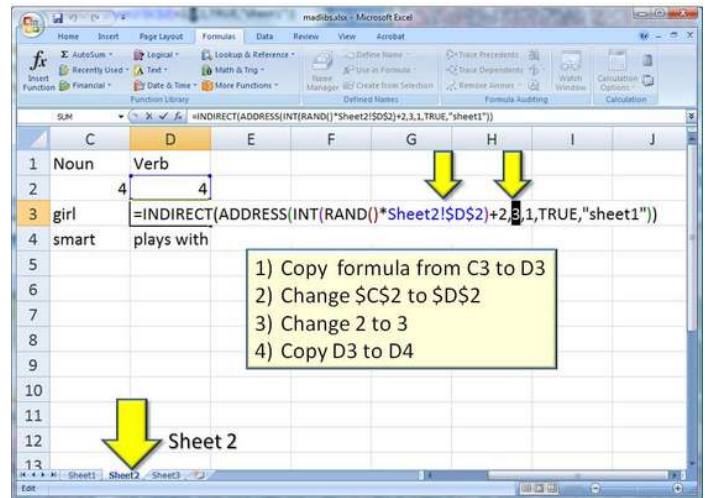 madlibs.xlsx - Microsoft Excel
Home Insert Page Layout Formulas Data Review View Acrobat
fx
Insert Function
Σ AutoSum
Recently Used
Financial
Logical
Text
Date & Time
Lookup & Reference
Math & Trig
More Functions
Function Library
Name Manager
Define Name
Use in Formula
Create from Selection
Defined Names
Trace Precedents
Trace Dependents
Remove Arrows
Formula Auditing
Watch Window
Calculation Options
Calculation
SUM fx =INDIRECT(ADDRESS(INT(RAND()*Sheet2!$D$2)+2,3,1,TRUE,"sheet1"))
C D E F G H I J
1 Noun Verb
2 4 4
3 girl =INDIRECT(ADDRESS(INT(RAND()*Sheet2!$D$2)+2,3,1,TRUE,"sheet1"))
4 smart plays with
5
6
7
8
9
10
11
12
13
1) Copy formula from C3 to D3
2) Change $C$2 to $D$2
3) Change 2 to 3
4) Copy D3 to D4
Sheet 2
Sheet1 Sheet2 Sheet3
Edit